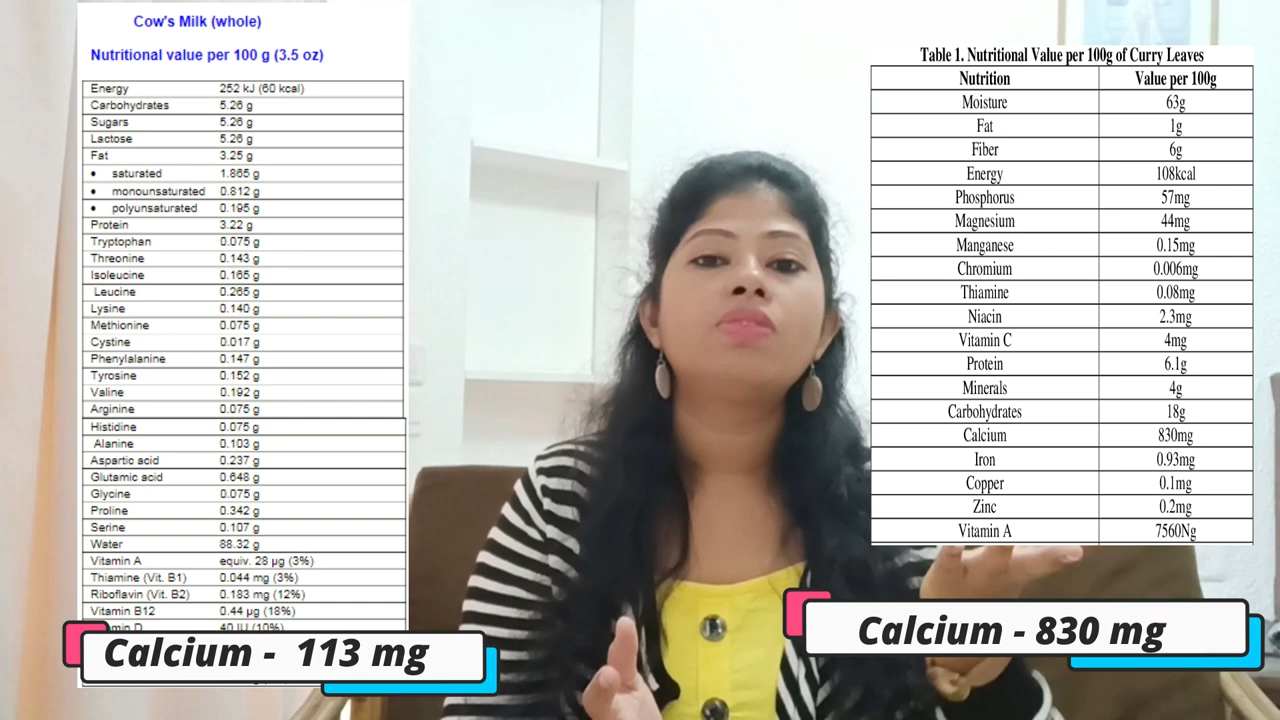 Cow's Milk (whole)
Nutritional value per 100 g (3.5 oz)
Energy 252 kJ (60 kcal)
Carbohydrates 5.26 g
Sugars 5.26 g
Lactose 5.26 g
Fat 3.25 g
• saturated 1.865 g
• monounsaturated 0.812 g
• polyunsaturated 0.195 g
Protein 3.22 g
Tryptophan 0.075 g
Threonine 0.143 g
Isoleucine 0.165 g
Leucine 0.265 g
Lysine 0.140 g
Methionine 0.075 g
Cystine 0.017 g
Phenylalanine 0.147 g
Tyrosine 0.152 g
Valine 0.192 g
Arginine 0.075 g
Histidine 0.075 g
Alanine 0.103 g
Aspartic acid 0.237 g
Glutamic acid 0.648 g
Glycine 0.075 g
Proline 0.342 g
Serine 0.107 g
Water 88.32 g
Vitamin A equiv. 28 µg (3%)
Thiamine (Vit. B1) 0.044 mg (3%)
Riboflavin (Vit. B2) 0.183 mg (12%)
Vitamin B12 0.44 µg (18%)
D 40 IU (10%)
Calcium - 113 mg
Table 1. Nutritional Value per 100g of Curry Leaves
Nutrition Value per 100g
Moisture 63g
Fat 1g
Fiber 6g
Energy 108kcal
Phosphorus 57mg
Magnesium 44mg
Manganese 0.15mg
Chromium 0.006mg
Thiamine 0.08mg
Niacin 2.3mg
Vitamin C 4mg
Protein 6.1g
Minerals 4g
Carbohydrates 18g
Calcium 830mg
Iron 0.93mg
Copper 0.1mg
Zinc 0.2mg
Vitamin A 7560Ng
Calcium - 830 mg